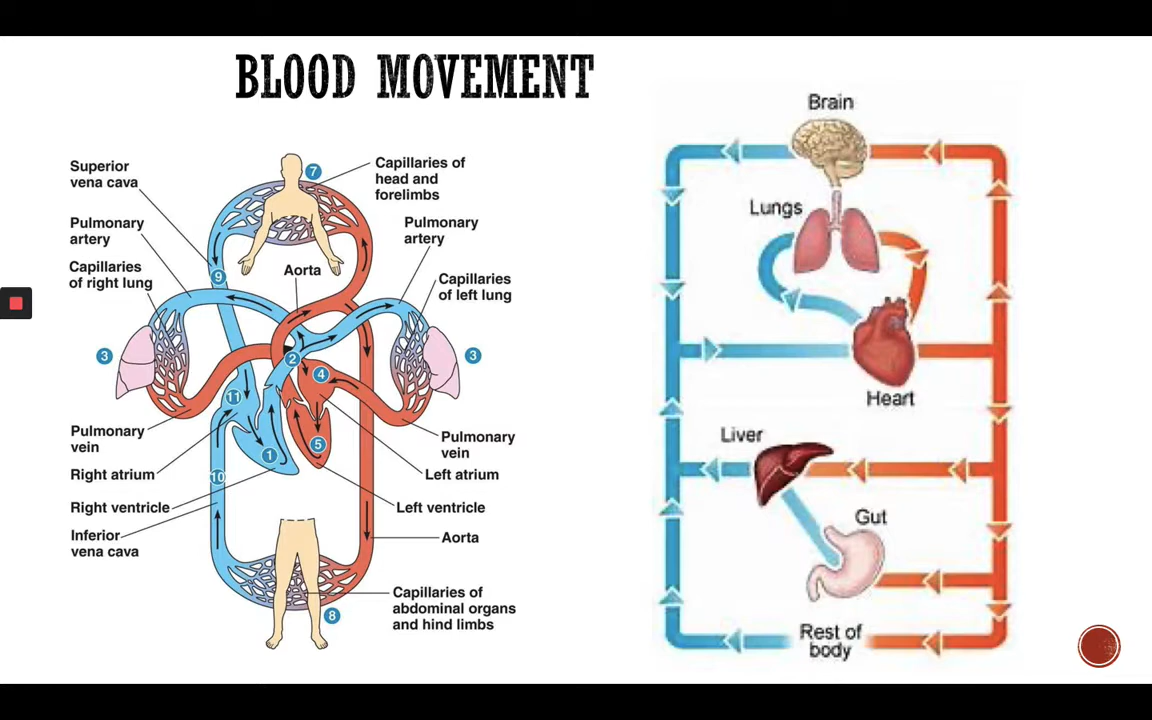 BLOOD MOVEMENT
Superior
vena cava
Pulmonary
artery
Capillaries
of right lung
3
Pulmonary
vein
Right atrium
Right ventricle
Inferior
vena cava
7
Capillaries of
head and
forelimbs
Pulmonary
artery
Aorta
Capillaries
of left lung
9
2
4
3
11
5
1
10
Pulmonary
vein
Left atrium
Left ventricle
Aorta
Capillaries of
abdominal organs
and hind limbs
8
Brain
Lungs
Heart
Liver
Gut
Rest of
body